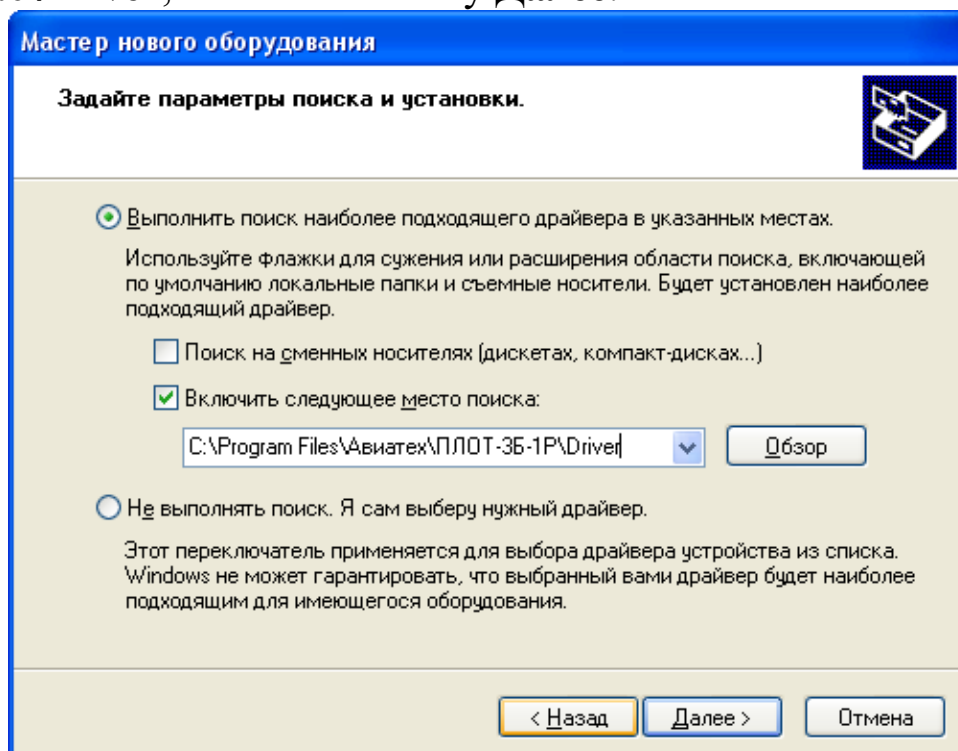 Мастер нового оборудования
Задайте параметры поиска и установки.
Выполнить поиск наиболее подходящего драйвера в указанных местах.
Используйте флажки для сужения или расширения области поиска, включающей
по умолчанию локальные папки и съемные носители. Будет установлен наиболее
подходящий драйвер.
Поиск на сменных носителях (дискетах, компакт-дисках...)
Включить следующее место поиска:
C:\Program Files\Авиатех\ПЛОТ-3Б-1Р\Driver
Обзор
Не выполнять поиск. Я сам выберу нужный драйвер.
Этот переключатель применяется для выбора драйвера устройства из списка.
Windows не может гарантировать, что выбранный вами драйвер будет наиболее
подходящим для имеющегося оборудования.
< Назад Далее > Отмена